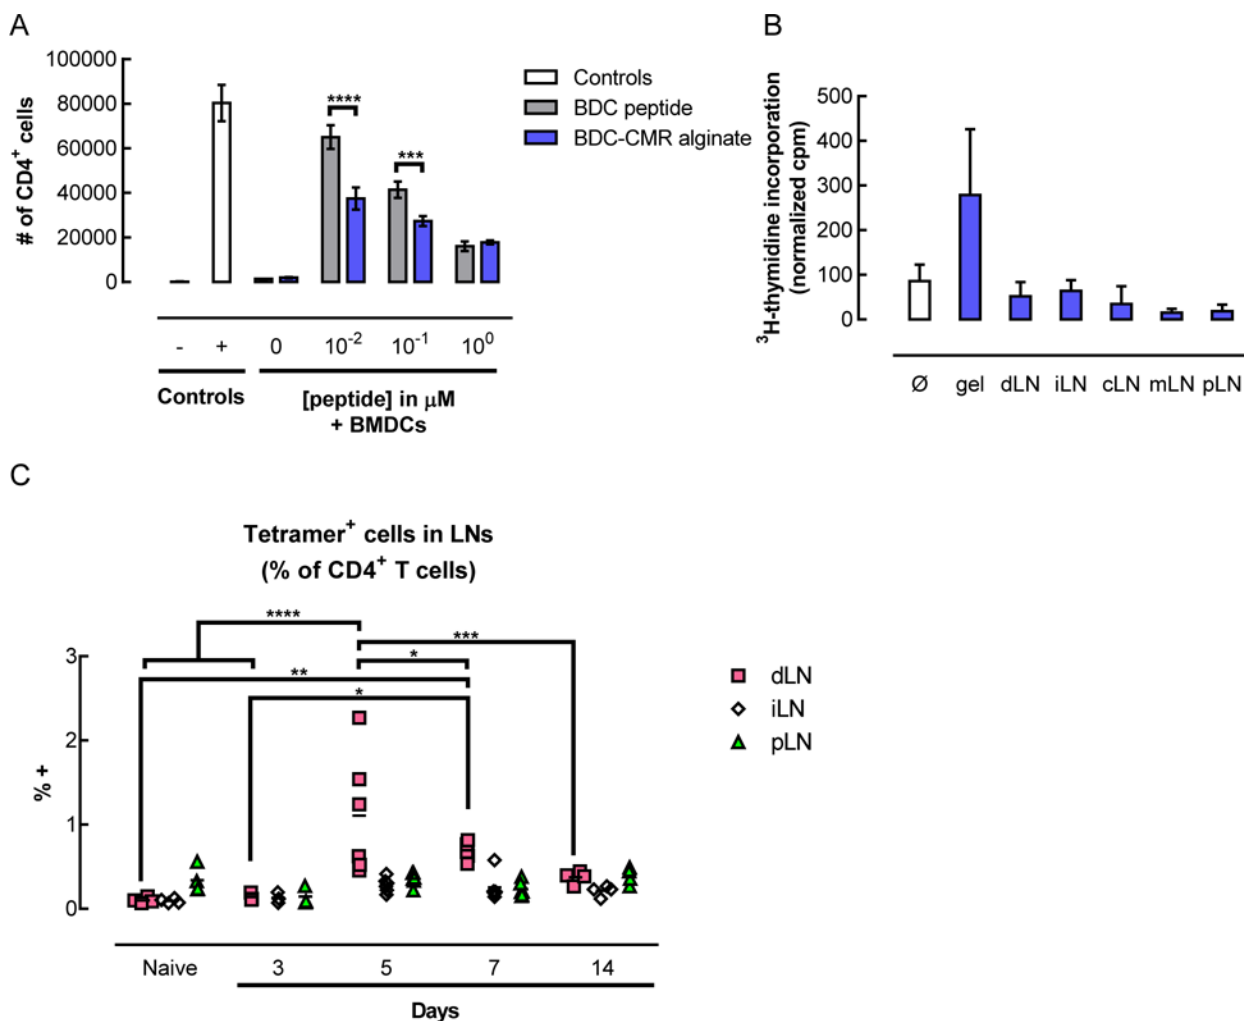 A
# of CD4⁺ cells
100000
80000
60000
40000
20000
0
****
***
- + 0 10⁻² 10⁻¹ 10⁰
Controls
[peptide] in μM
+ BMDCs
Controls
BDC peptide
BDC-CMR alginate
B
³H-thymidine incorporation
(normalized cpm)
500
400
300
200
100
0
Ø gel dLN iLN cLN mLN pLN
C
Tetramer⁺ cells in LNs
(% of CD4⁺ T cells)
% +
3
2
1
0
****
***
*
**
*
Naive 3 5 7 14
Days
dLN
iLN
pLN